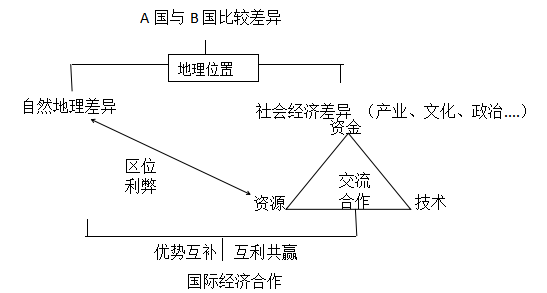 A 国与 B 国比较差异
地理位置
自然地理差异
社会经济差异 （产业、文化、政治....）
资金
区位
利弊
交流
合作
资源
技术
优势互补
互利共赢
国际经济合作